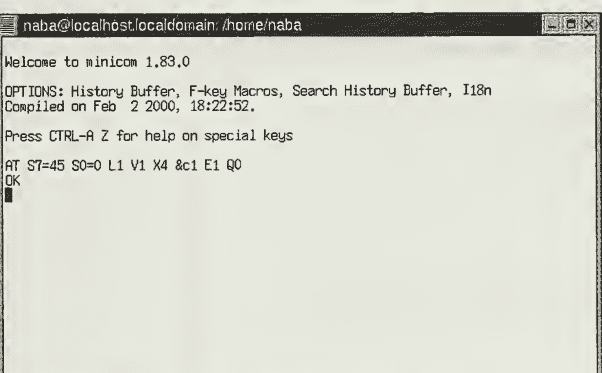 naba@localhost.localdomain: /home/naba
Welcome to minicom 1.83.0
OPTIONS: History Buffer, F-key Macros, Search History Buffer, I18n
Compiled on Feb  2 2000, 18:22:52.
Press CTRL-A Z for help on special keys
AT S7=45 S0=0 L1 V1 X4 &c1 E1 Q0
OK